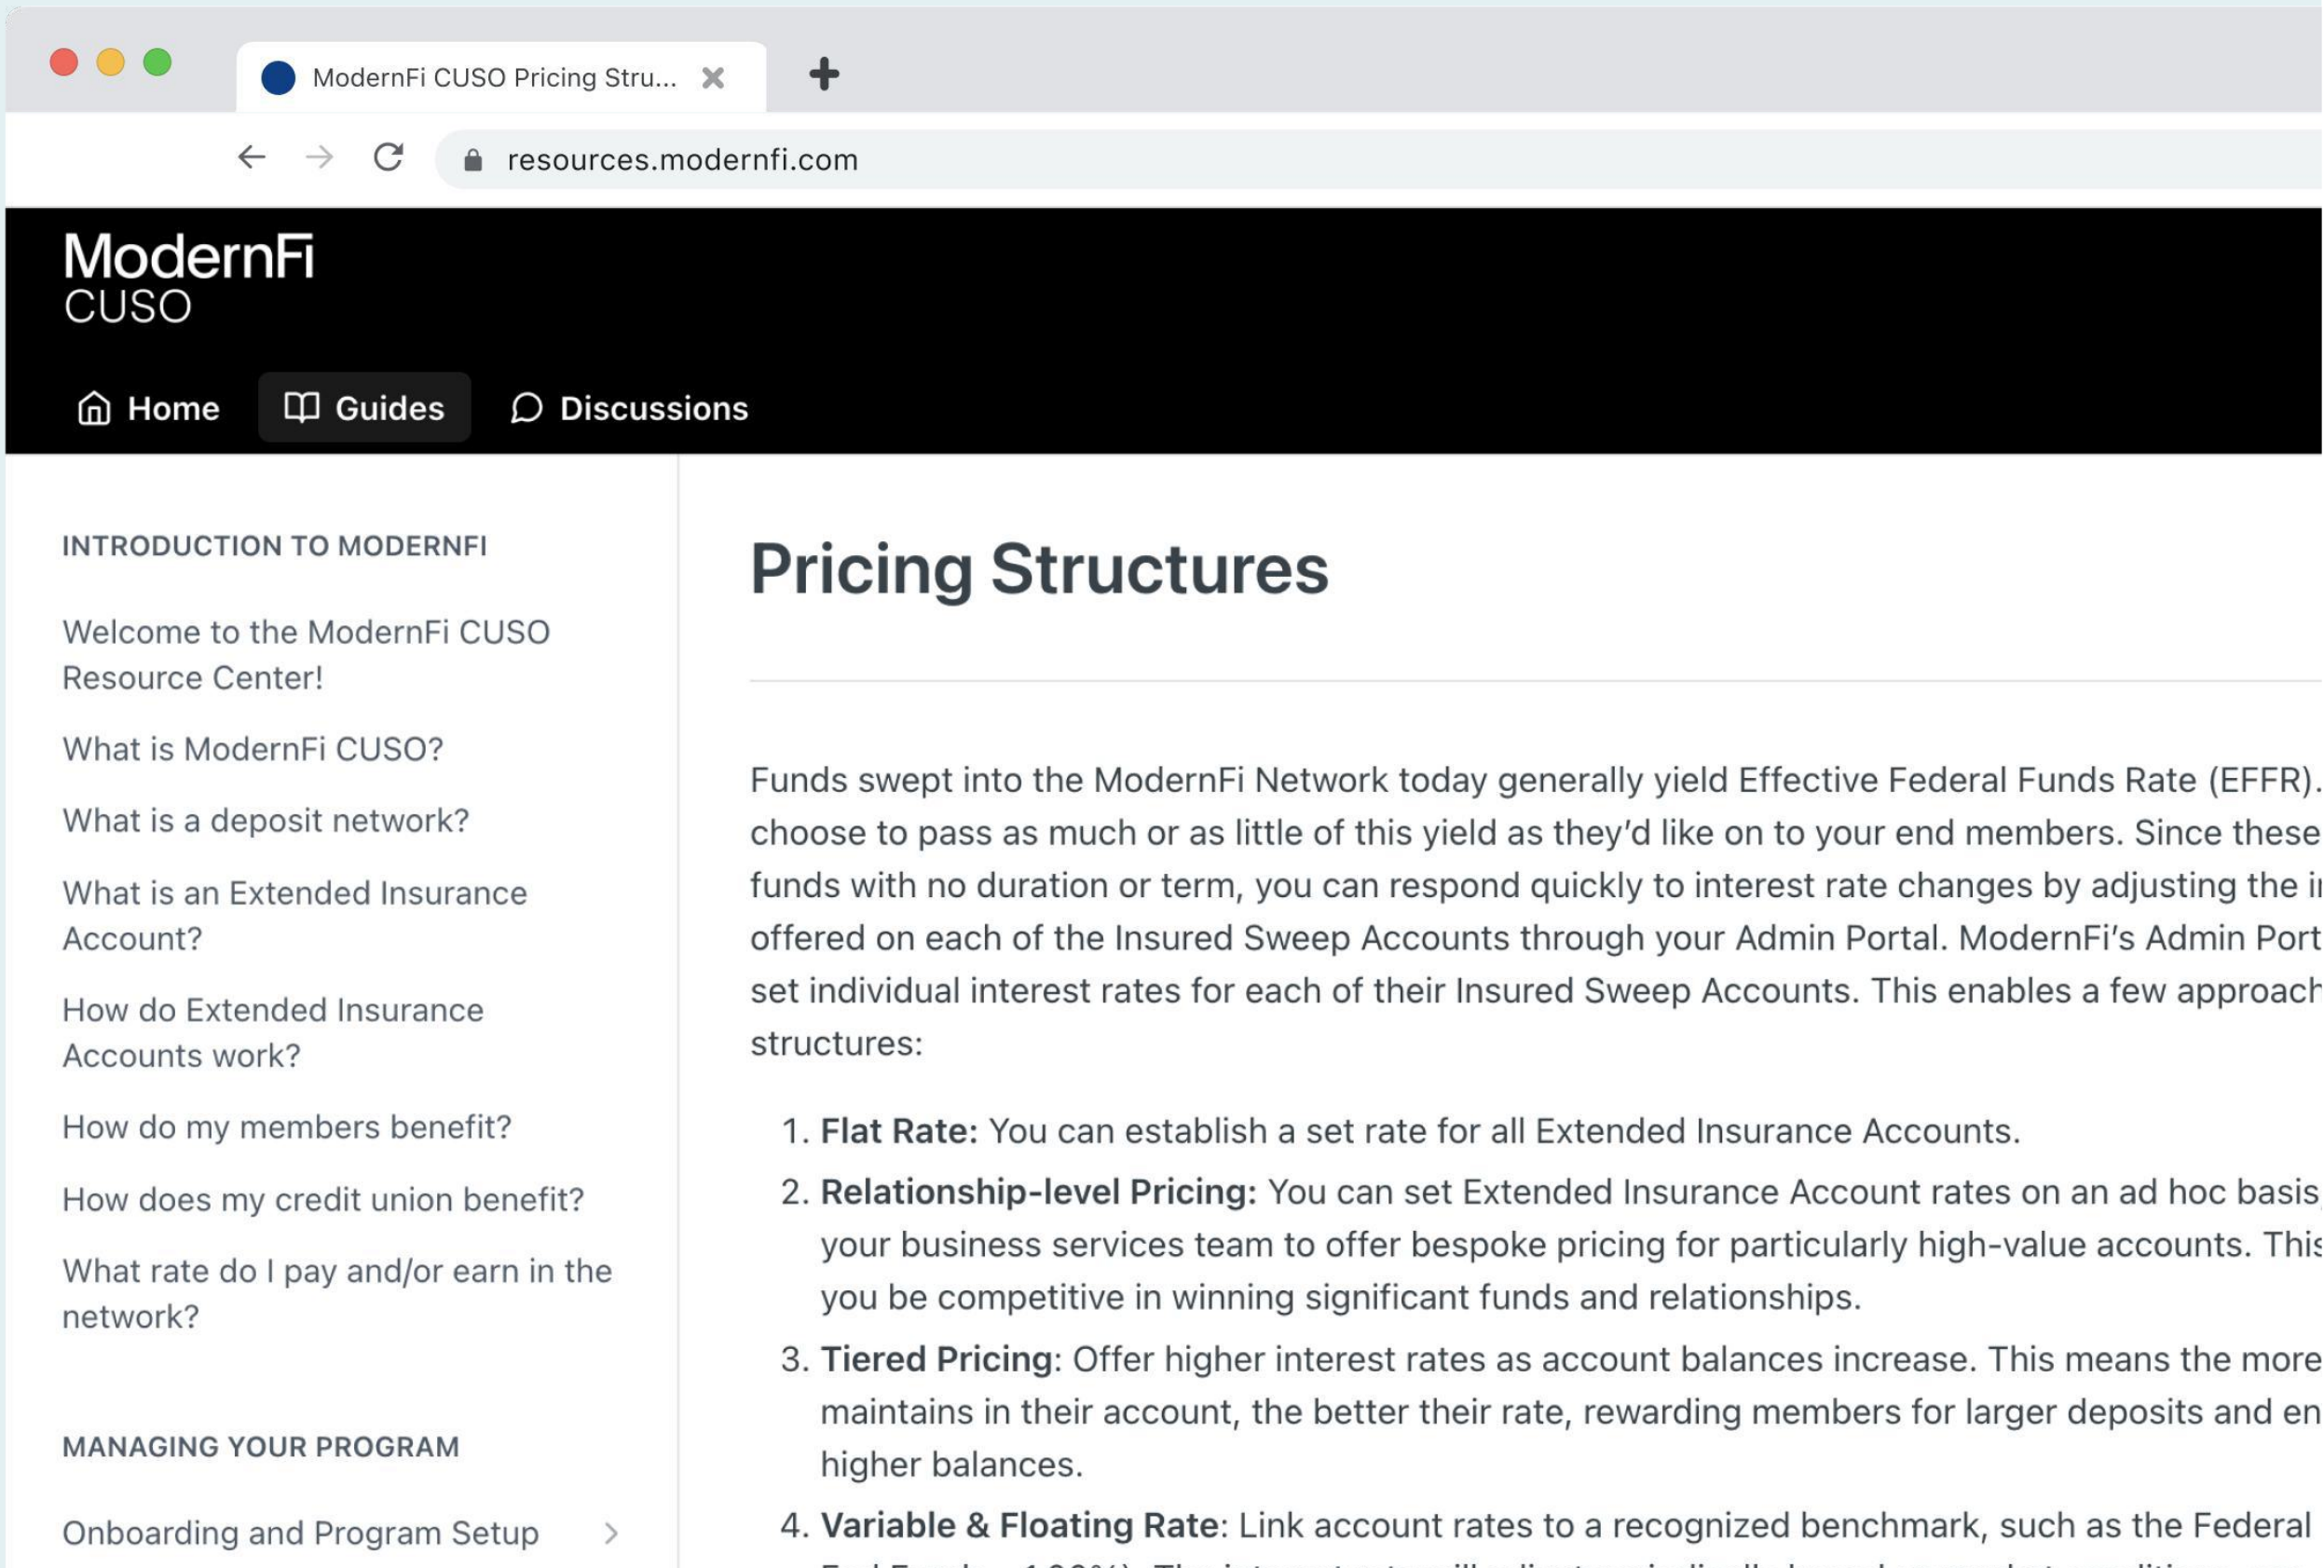 ModernFi CUSO Pricing Stru...
resources.modernfi.com
ModernFi
CUSO
Home
Guides
Discussions
INTRODUCTION TO MODERNFI
Welcome to the ModernFi CUSO
Resource Center!
What is ModernFi CUSO?
What is a deposit network?
What is an Extended Insurance
Account?
How do Extended Insurance
Accounts work?
How do my members benefit?
How does my credit union benefit?
What rate do I pay and/or earn in the
network?
MANAGING YOUR PROGRAM
Onboarding and Program Setup
Pricing Structures
Funds swept into the ModernFi Network today generally yield Effective Federal Funds Rate (EFFR).
choose to pass as much or as little of this yield as they'd like on to your end members. Since these
funds with no duration or term, you can respond quickly to interest rate changes by adjusting the
offered on each of the Insured Sweep Accounts through your Admin Portal. ModernFi's Admin
set individual interest rates for each of their Insured Sweep Accounts. This enables a few
structures:
1. Flat Rate: You can establish a set rate for all Extended Insurance Accounts.
2. Relationship-level Pricing: You can set Extended Insurance Account rates on an ad hoc basis,
your business services team to offer bespoke pricing for particularly high-value accounts. This
you be competitive in winning significant funds and relationships.
3. Tiered Pricing: Offer higher interest rates as account balances increase. This means the more
maintains in their account, the better their rate, rewarding members for larger deposits and
higher balances.
4. Variable & Floating Rate: Link account rates to a recognized benchmark, such as the Federal